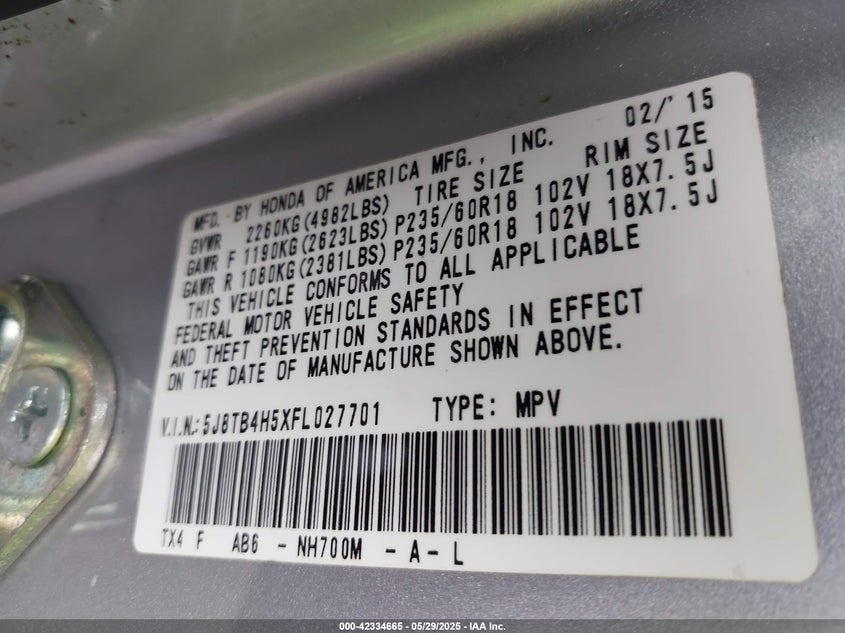 MFD. BY HONDA OF AMERICA MFG., INC. 02/'15
GVWR 2260KG(4982LBS) TIRE SIZE RIM SIZE
GAWR F 1190KG(2623LBS) P235/60R18 102V 18X7.5J
GAWR R 1080KG(2381LBS) P235/60R18 102V 18X7.5J
THIS VEHICLE CONFORMS TO ALL APPLICABLE
FEDERAL MOTOR VEHICLE SAFETY
AND THEFT PREVENTION STANDARDS IN EFFECT
ON THE DATE OF MANUFACTURE SHOWN ABOVE.
V.I.N.: 5J8TB4H5XFL027701 TYPE: MPV
TX4 F AB6 - NH700M - A - L
000-42334665 - 05/29/2025 - IAA Inc.